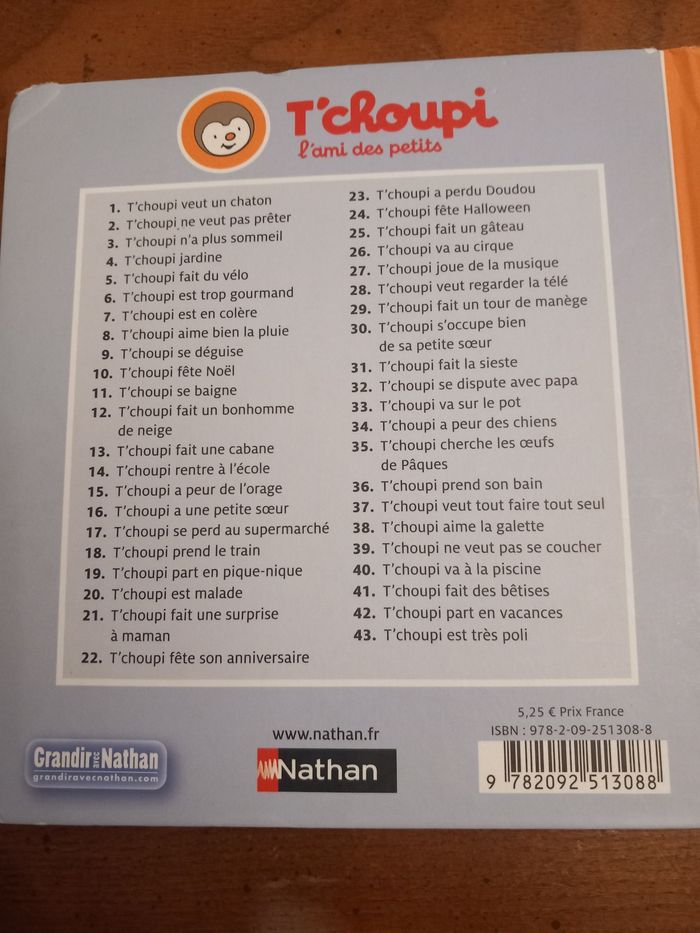 T'choupi
l'ami des petits
1. T'choupi veut un chaton
2. T'choupi ne veut pas prêter
3. T'choupi n'a plus sommeil
4. T'choupi jardine
5. T'choupi fait du vélo
6. T'choupi est trop gourmand
7. T'choupi est en colère
8. T'choupi aime bien la pluie
9. T'choupi se déguise
10. T'choupi fête Noël
11. T'choupi se baigne
12. T'choupi fait un bonhomme
de neige
13. T'choupi fait une cabane
14. T'choupi rentre à l'école
15. T'choupi a peur de l'orage
16. T'choupi a une petite sœur
17. T'choupi se perd au supermarché
18. T'choupi prend le train
19. T'choupi part en pique-nique
20. T'choupi est malade
21. T'choupi fait une surprise
à maman
22. T'choupi fête son anniversaire
23. T'choupi a perdu Doudou
24. T'choupi fête Halloween
25. T'choupi fait un gâteau
26. T'choupi va au cirque
27. T'choupi joue de la musique
28. T'choupi veut regarder la télé
29. T'choupi fait un tour de manège
30. T'choupi s'occupe bien
de sa petite sœur
31. T'choupi fait la sieste
32. T'choupi se dispute avec papa
33. T'choupi va sur le pot
34. T'choupi a peur des chiens
35. T'choupi cherche les œufs
de Pâques
36. T'choupi prend son bain
37. T'choupi veut tout faire tout seul
38. T'choupi aime la galette
39. T'choupi ne veut pas se coucher
40. T'choupi va à la piscine
41. T'choupi fait des bêtises
42. T'choupi part en vacances
43. T'choupi est très poli
Grandir avec Nathan
grandiravecnathan.com
www.nathan.fr
Nathan
5,25 € Prix France
ISBN : 978-2-09-251308-8
9 782092 513088